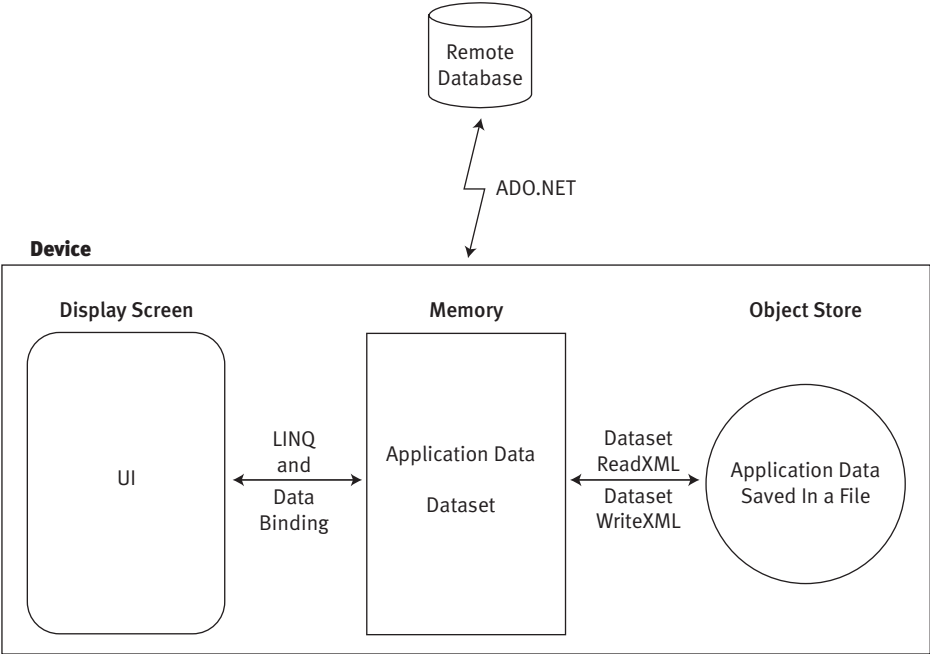 Remote
Database
ADO.NET
Device
Display Screen
Memory
Object Store
UI
LINQ
and
Data
Binding
Application Data
Dataset
Dataset
ReadXML
Dataset
WriteXML
Application Data
Saved In a File